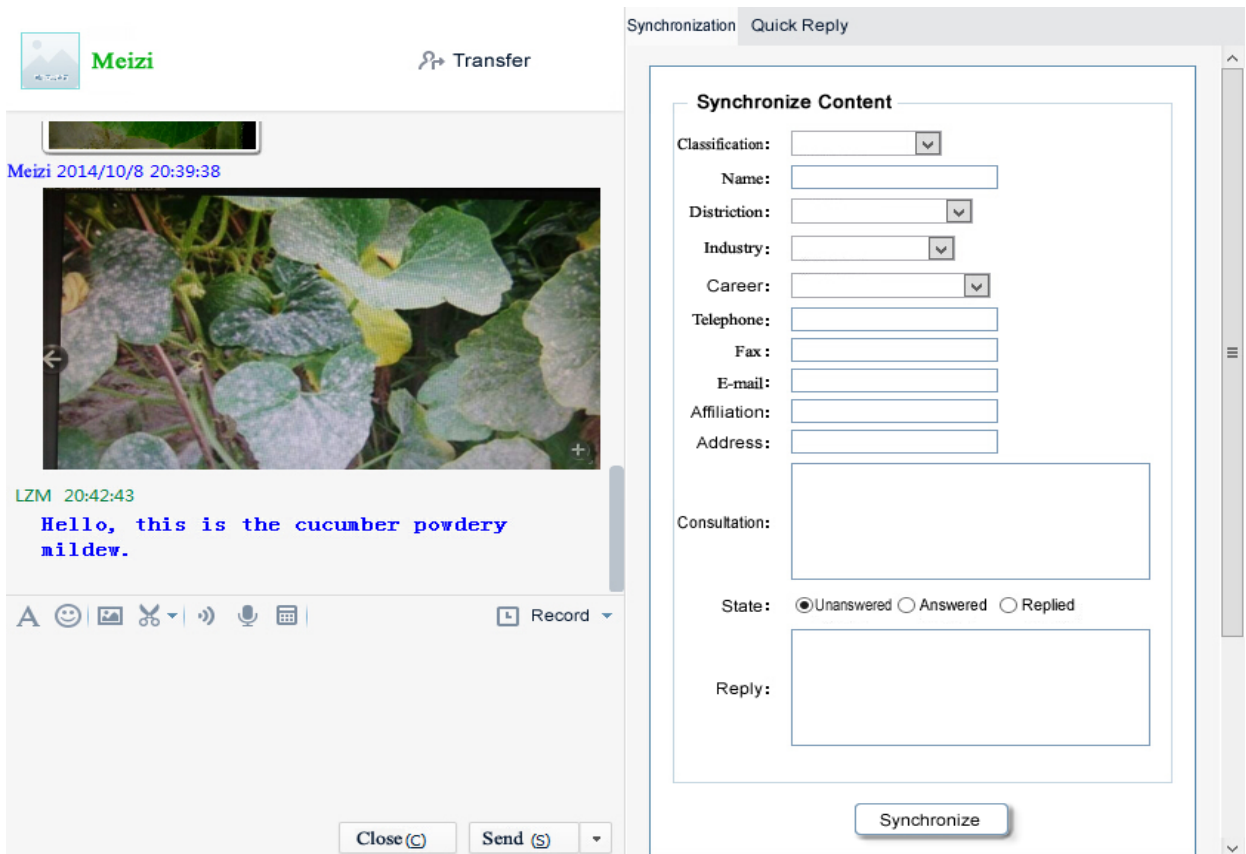 Meizi
Transfer
Meizi 2014/10/8 20:39:38
LZM 20:42:43
Hello, this is the cucumber powdery
mildew.
A
Record
Close(C)
Send (S)
Synchronization
Quick Reply
Synchronize Content
Classification:
Name:
Distriction:
Industry:
Career:
Telephone:
Fax:
E-mail:
Affiliation:
Address:
Consultation:
State: Unanswered Answered Replied
Reply:
Synchronize